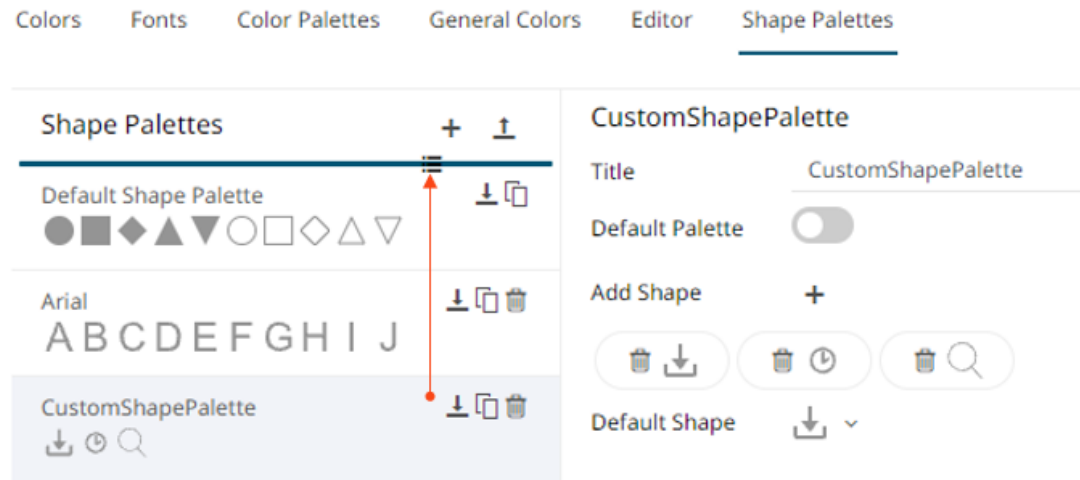 Colors Fonts Color Palettes General Colors Editor Shape Palettes
Shape Palettes
Default Shape Palette
Arial
A B C D E F G H I J
CustomShapePalette
CustomShapePalette
Title CustomShapePalette
Default Palette
Add Shape
Default Shape